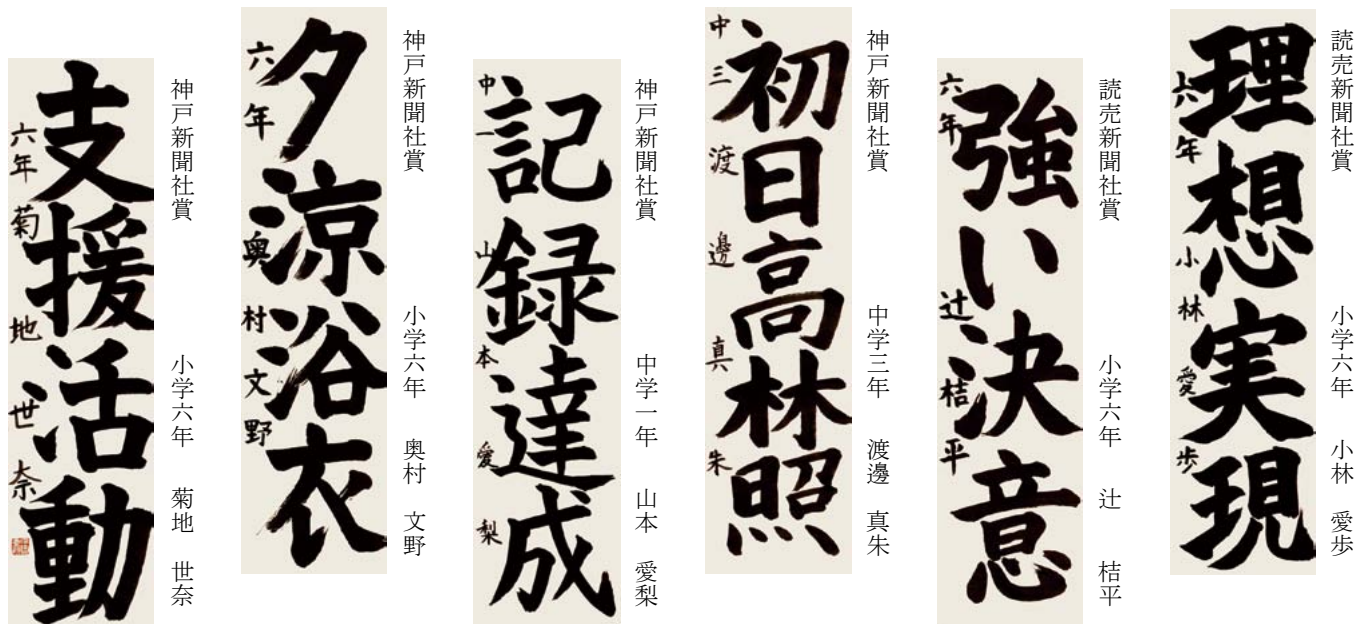 読売新聞社賞 小学六年 小林 愛歩
理想実現
六年 小林愛歩
読売新聞社賞 小学六年 辻 桔平
強い決意
六年 辻桔平
神戸新聞社賞 中学三年 渡邊 真朱
初日高林照
中三 渡邊真朱
神戸新聞社賞 中学一年 山本 愛梨
記録達成
中一 山本愛梨
神戸新聞社賞 小学六年 奥村 文野
夕涼浴衣
六年 奥村文野
神戸新聞社賞 小学六年 菊地 世奈
支援活動
六年 菊地世奈